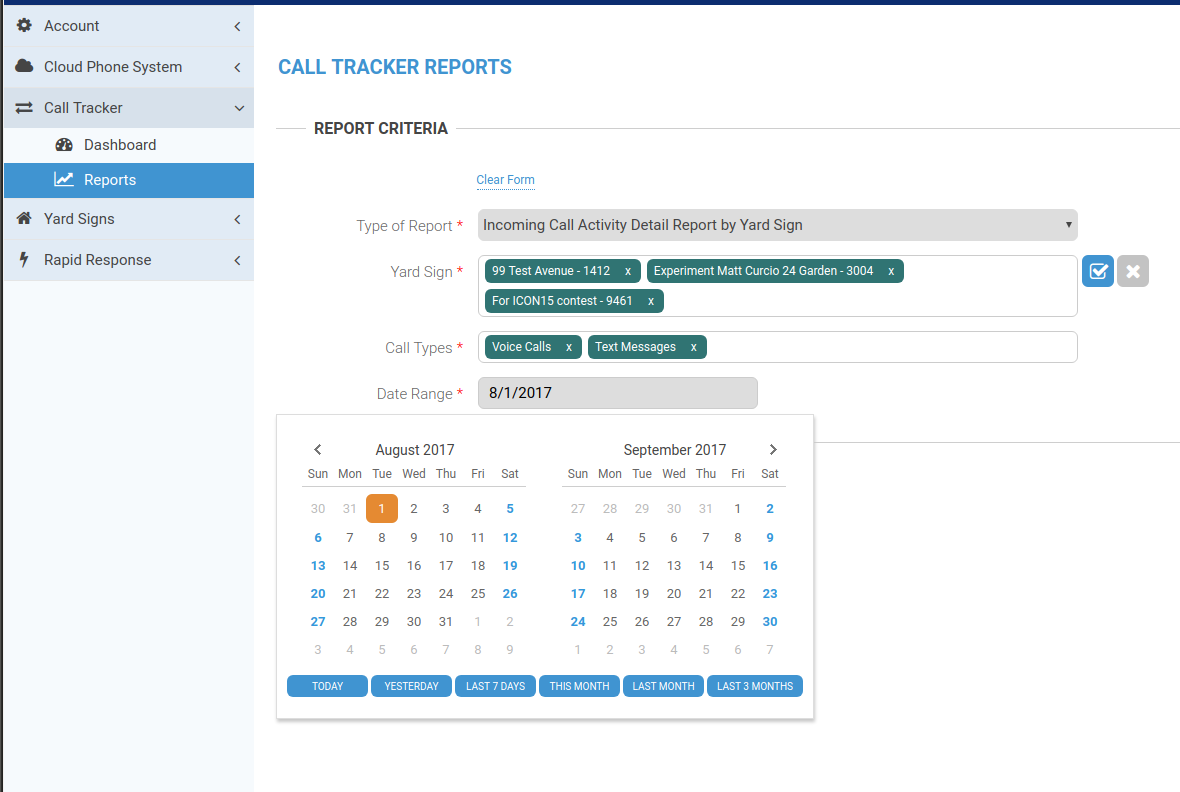 Account
Cloud Phone System
Call Tracker
Dashboard
Reports
Yard Signs
Rapid Response
CALL TRACKER REPORTS
REPORT CRITERIA
Clear Form
Type of Report * Incoming Call Activity Detail Report by Yard Sign
Yard Sign * 99 Test Avenue - 1412 x Experiment Matt Curcio 24 Garden - 3004 x
For ICON15 contest - 9461 x
Call Types * Voice Calls x Text Messages x
Date Range * 8/1/2017
August 2017
Sun Mon Tue Wed Thu Fri Sat
30 31 1 2 3 4 5
6 7 8 9 10 11 12
13 14 15 16 17 18 19
20 21 22 23 24 25 26
27 28 29 30 31 1 2
3 4 5 6 7 8 9
September 2017
Sun Mon Tue Wed Thu Fri Sat
27 28 29 30 31 1 2
3 4 5 6 7 8 9
10 11 12 13 14 15 16
17 18 19 20 21 22 23
24 25 26 27 28 29 30
1 2 3 4 5 6 7
TODAY YESTERDAY LAST 7 DAYS THIS MONTH LAST MONTH LAST 3 MONTHS